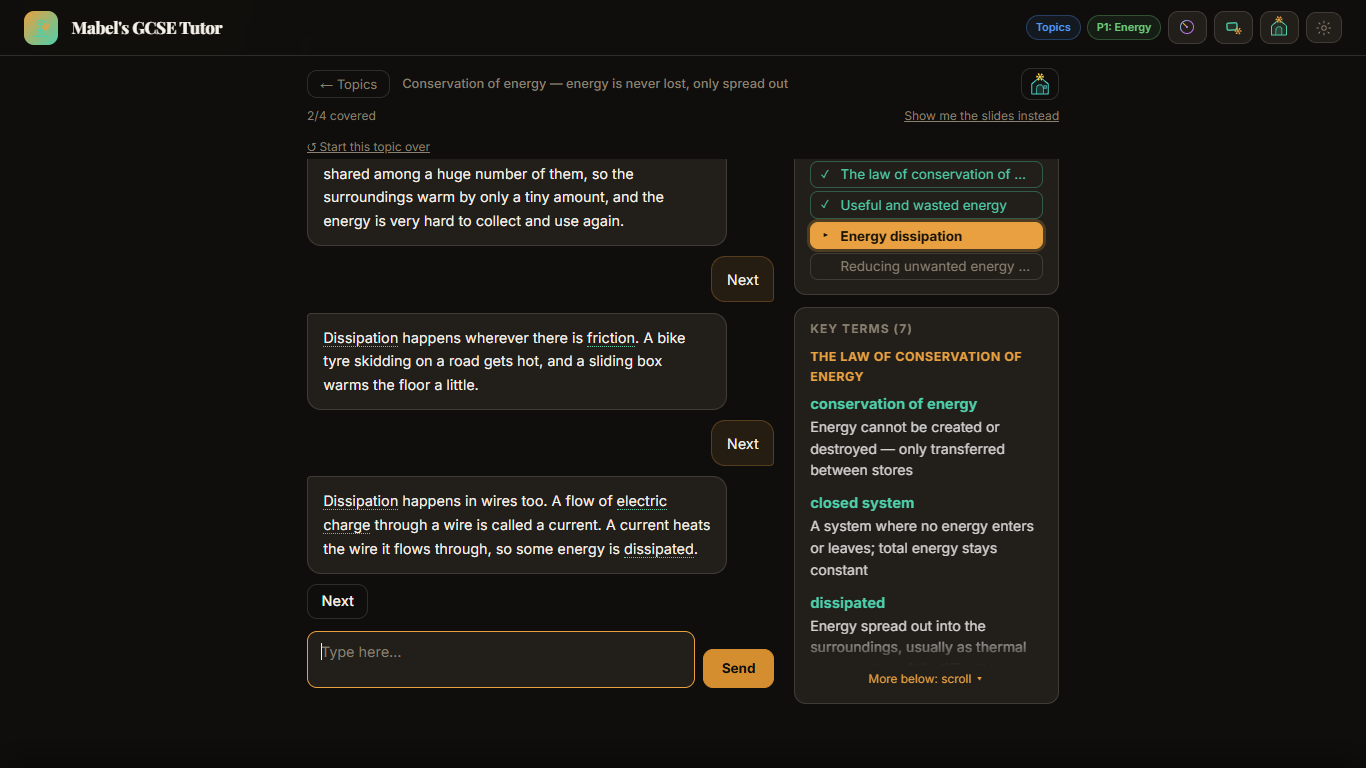 Mabel's GCSE Tutor
Topics
P1: Energy
← Topics
Conservation of energy — energy is never lost, only spread out
2/4 covered
Show me the slides instead
↺ Start this topic over
shared among a huge number of them, so the
surroundings warm by only a tiny amount, and the
energy is very hard to collect and use again.
Next
Dissipation happens wherever there is friction. A bike
tyre skidding on a road gets hot, and a sliding box
warms the floor a little.
Next
Dissipation happens in wires too. A flow of electric
charge through a wire is called a current. A current heats
the wire it flows through, so some energy is dissipated.
Next
Type here...
Send
✓ The law of conservation of ...
✓ Useful and wasted energy
‣ Energy dissipation
Reducing unwanted energy ...
KEY TERMS (7)
THE LAW OF CONSERVATION OF
ENERGY
conservation of energy
Energy cannot be created or
destroyed — only transferred
between stores
closed system
A system where no energy enters
or leaves; total energy stays
constant
dissipated
Energy spread out into the
surroundings, usually as thermal
More below: scroll ▾